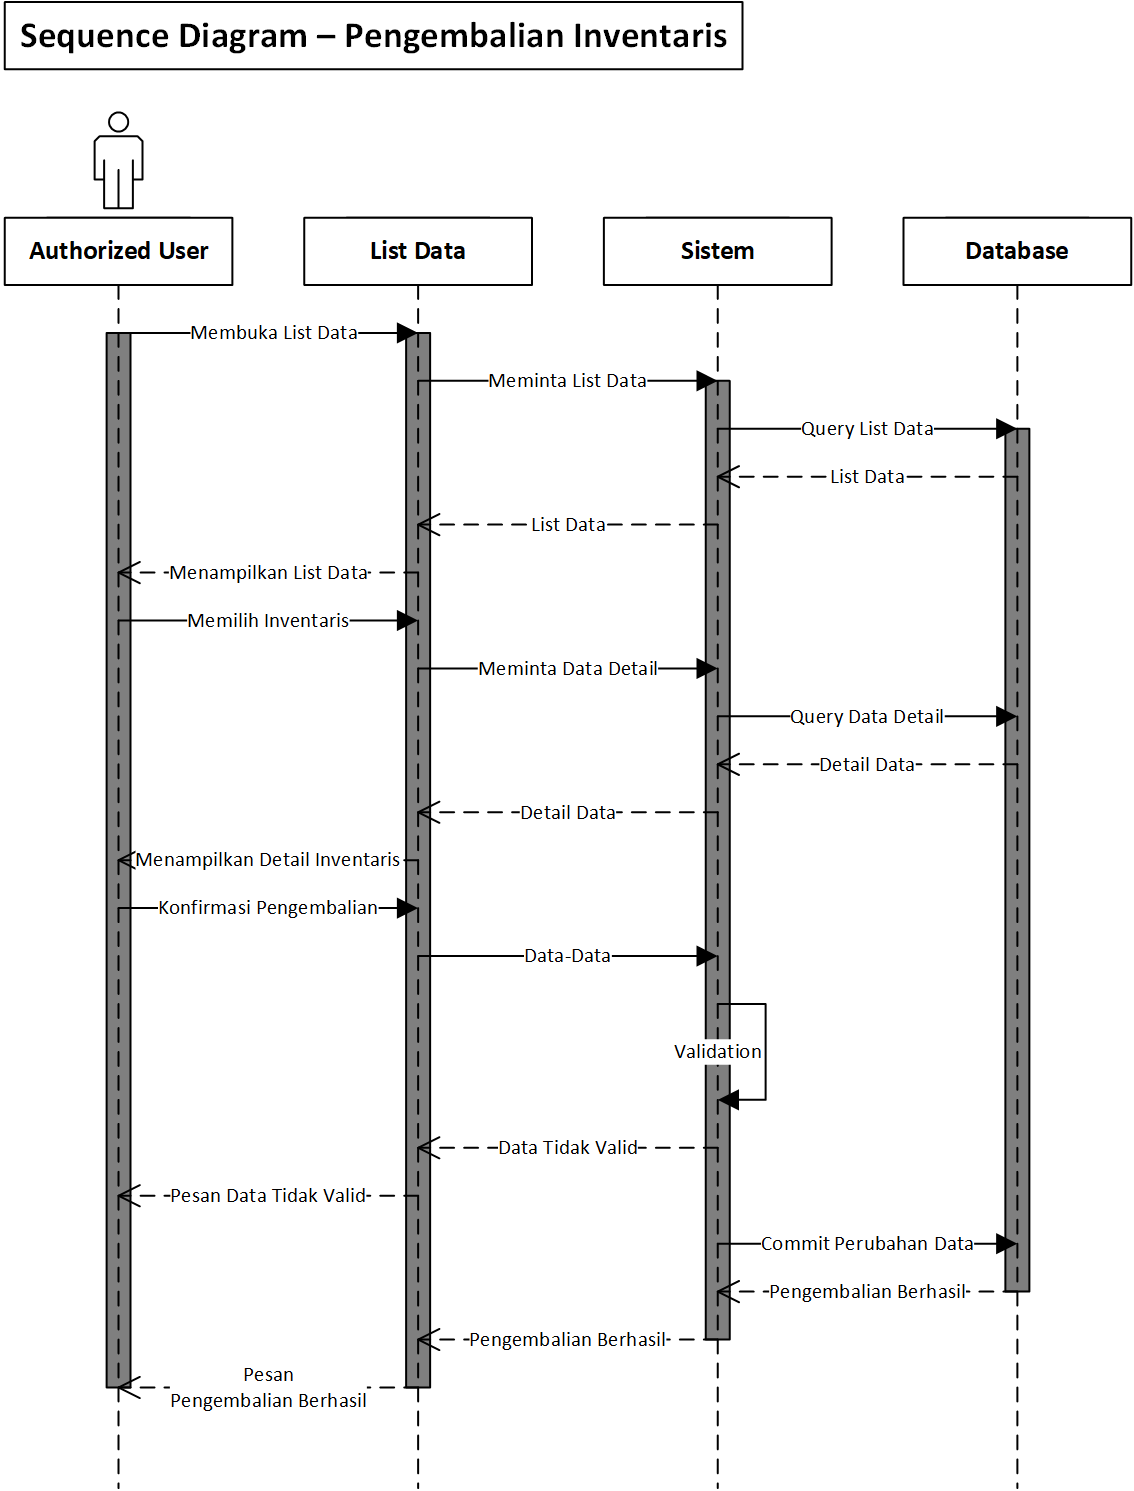 Sequence Diagram – Pengembalian Inventaris
Authorized User
List Data
Sistem
Database
Membuka List Data
Meminta List Data
Query List Data
List Data
List Data
Menampilkan List Data
Memilih Inventaris
Meminta Data Detail
Query Data Detail
Detail Data
Detail Data
Menampilkan Detail Inventaris
Konfirmasi Pengembalian
Data-Data
Validation
Data Tidak Valid
Pesan Data Tidak Valid
Commit Perubahan Data
Pengembalian Berhasil
Pengembalian Berhasil
Pesan
Pengembalian Berhasil